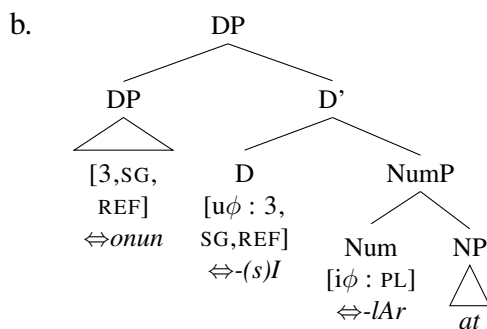 b.
DP
DP D’
[3,SG, D NumP
REF] [uϕ : 3,
⇔onun SG,REF] Num NP
⇔-(s)I [iϕ : PL]
⇔-lAr at